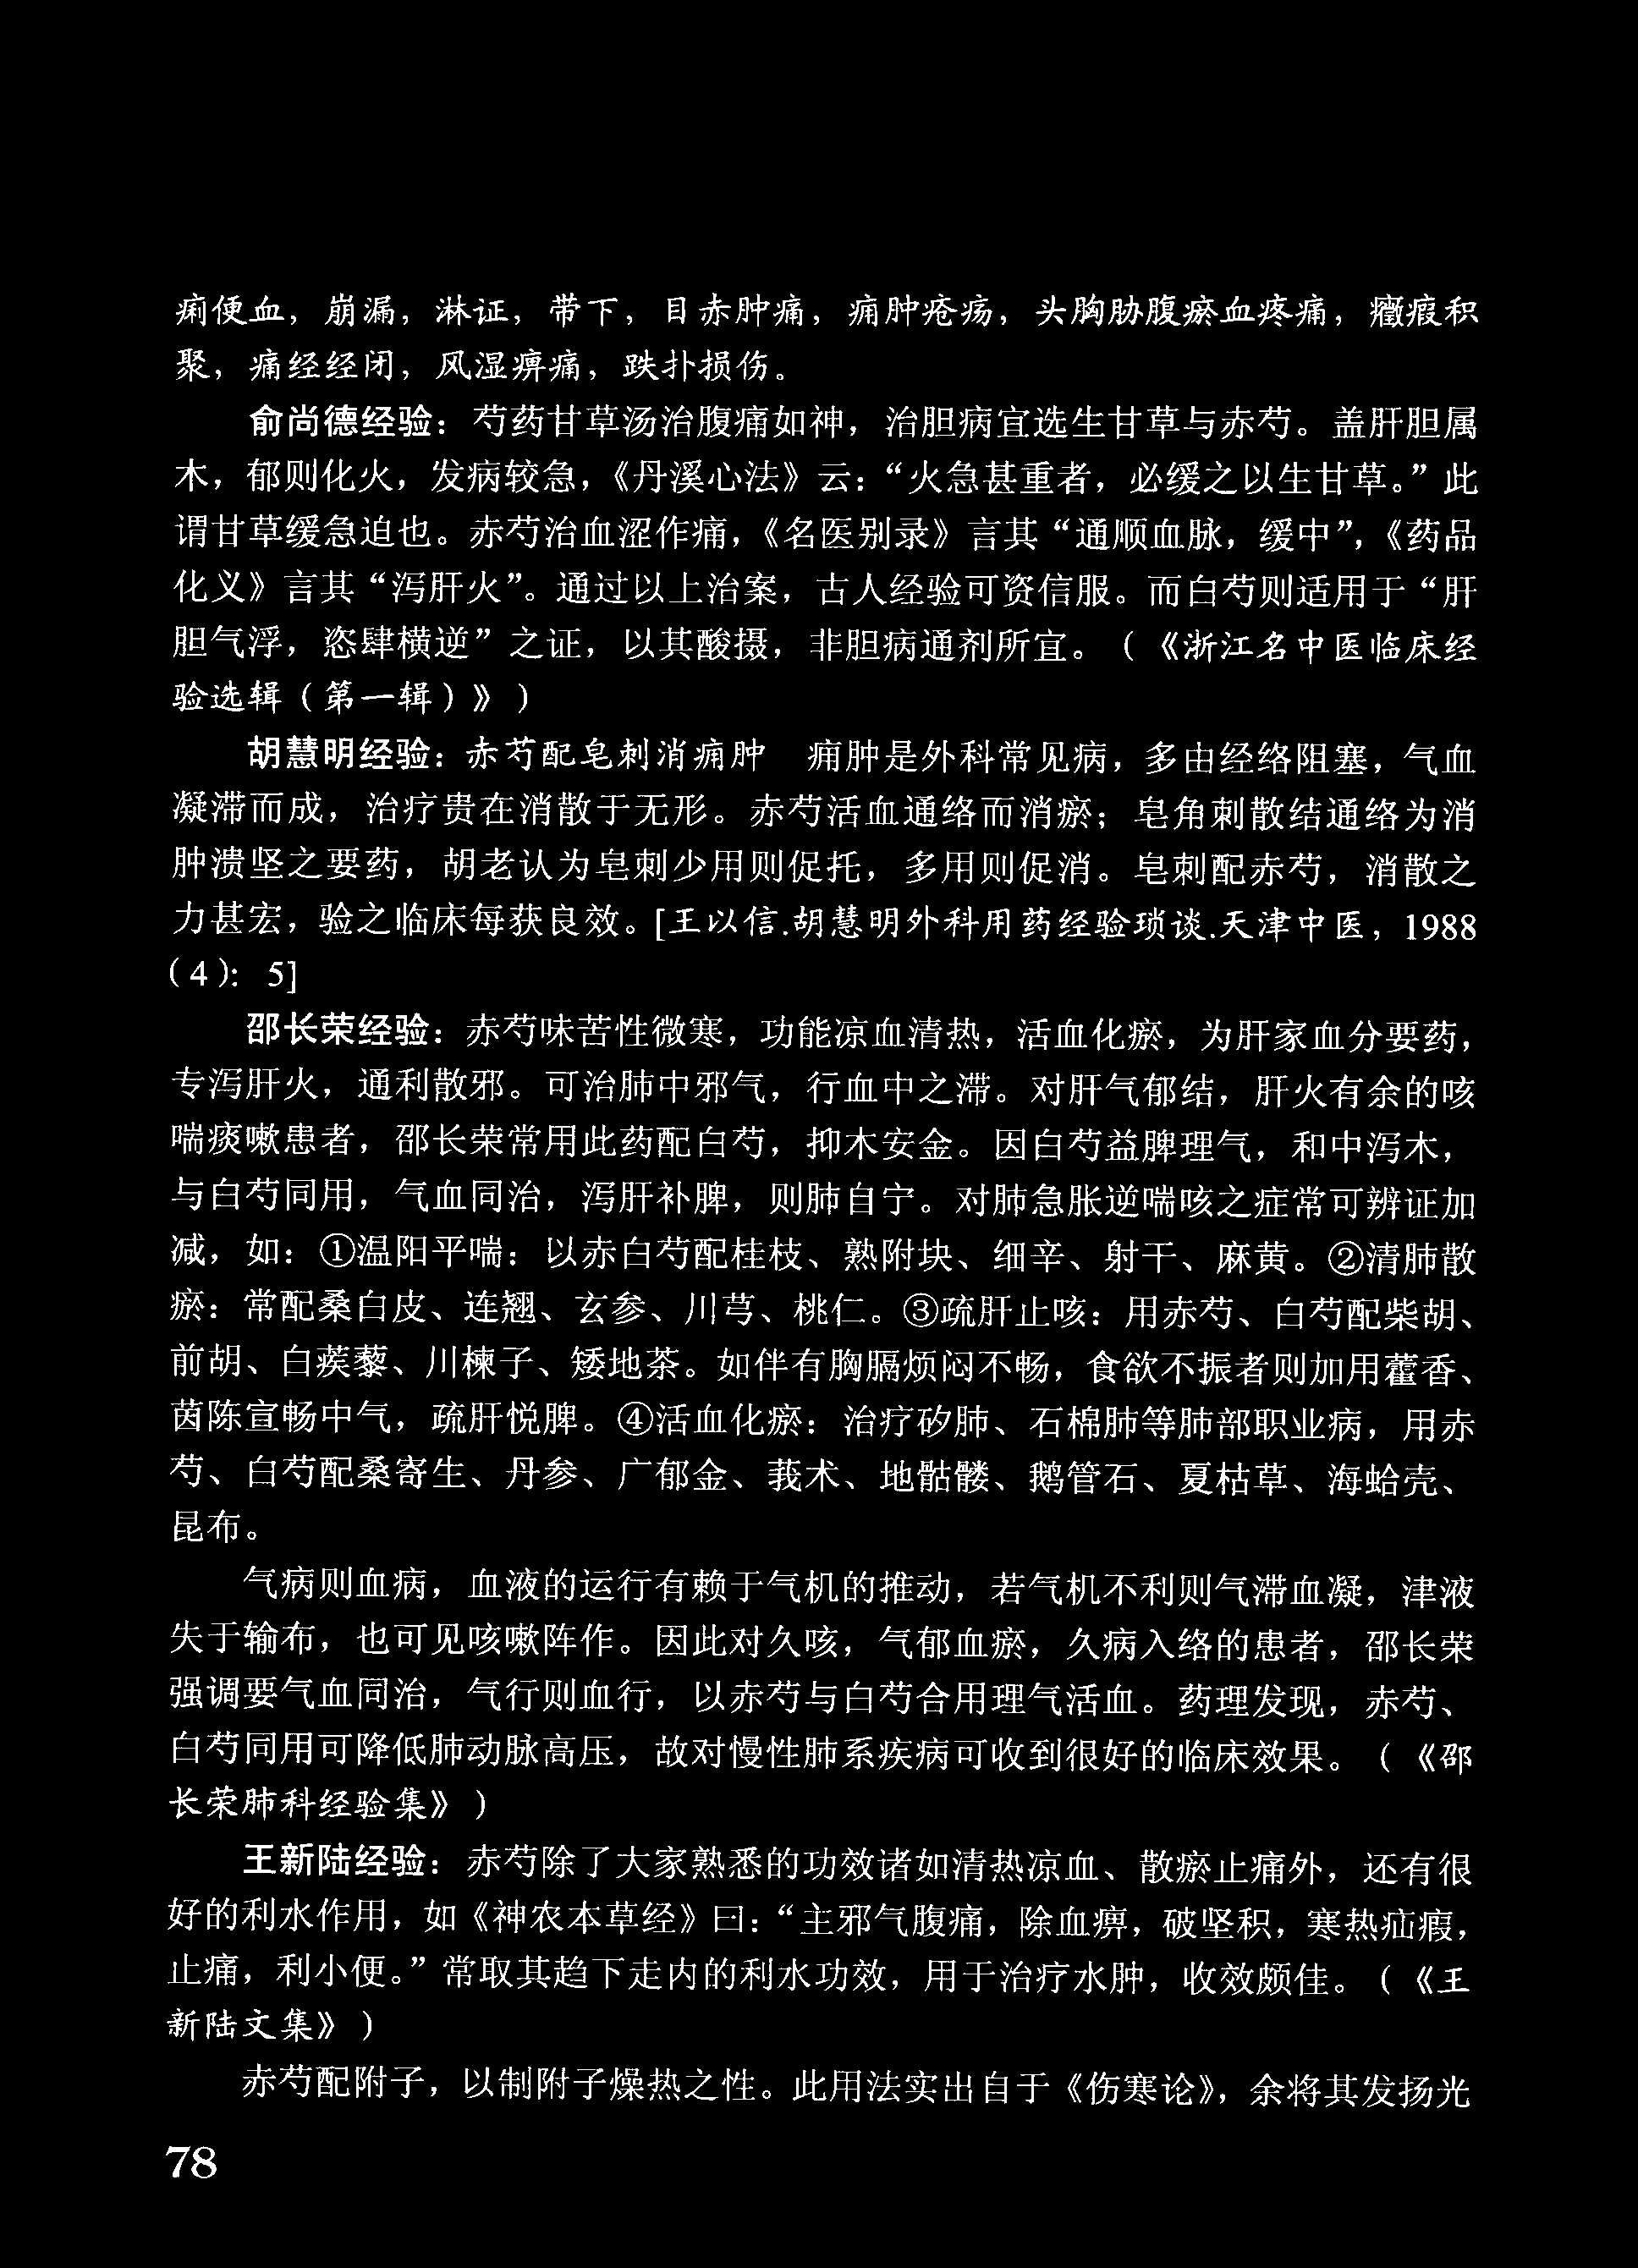 痢便血，崩漏，淋证，带下，目赤肿痛，痈肿疮疡，头胸胁腹瘀血疼痛，癥瘕积
聚，痛经经闭，风湿痹痛，跌扑损伤。
俞尚德经验：芍药甘草汤治腹痛如神，治胆病宜选生甘草与赤芍。盖肝胆属
木，郁则化火，发病较急，《丹溪心法》云：“火急甚重者，必缓之以生甘草。”此
谓甘草缓急迫也。赤芍治血涩作痛，《名医别录》言其“通顺血脉，缓中”，《药品
化义》言其“泻肝火”。通过以上治案，古人经验可资信服。而白芍则适用于“肝
胆气浮，恣肆横逆”之证，以其酸摄，非胆病通剂所宜。（《浙江名中医临床经
验选辑（第一辑）》）
胡慧明经验：赤芍配皂刺消痈肿　痈肿是外科常见病，多由经络阻塞，气血
凝滞而成，治疗贵在消散于无形。赤芍活血通络而消瘀；皂角刺散结通络为消
肿溃坚之要药，胡老认为皂刺少用则促托，多用则促消。皂刺配赤芍，消散之
力甚宏，验之临床每获良效。[王以信.胡慧明外科用药经验琐谈.天津中医，1988
（4）：5]
邵长荣经验：赤芍味苦性微寒，功能凉血清热，活血化瘀，为肝家血分要药，
专泻肝火，通利散邪。可治肺中邪气，行血中之滞。对肝气郁结，肝火有余的咳
喘痰嗽患者，邵长荣常用此药配白芍，抑木安金。因白芍益脾理气，和中泻木，
与白芍同用，气血同治，泻肝补脾，则肺自宁。对肺急胀逆喘咳之症常可辨证加
减，如：①温阳平喘：以赤白芍配桂枝、熟附块、细辛、射干、麻黄。②清肺散
瘀：常配桑白皮、连翘、玄参、川芎、桃仁。③疏肝止咳：用赤芍、白芍配柴胡、
前胡、白蒺藜、川楝子、矮地茶。如伴有胸膈烦闷不畅，食欲不振者则加用藿香、
茵陈宣畅中气，疏肝悦脾。④活血化瘀：治疗矽肺、石棉肺等肺部职业病，用赤
芍、白芍配桑寄生、丹参、广郁金、莪术、地骷髅、鹅管石、夏枯草、海蛤壳、
昆布。
气病则血病，血液的运行有赖于气机的推动，若气机不利则气滞血凝，津液
失于输布，也可见咳嗽阵作。因此对久咳，气郁血瘀，久病入络的患者，邵长荣
强调要气血同治，气行则血行，以赤芍与白芍合用理气活血。药理发现，赤芍、
白芍同用可降低肺动脉高压，故对慢性肺系疾病可收到很好的临床效果。（《邵
长荣肺科经验集》）
王新陆经验：赤芍除了大家熟悉的功效诸如清热凉血、散瘀止痛外，还有很
好的利水作用，如《神农本草经》曰：“主邪气腹痛，除血痹，破坚积，寒热疝瘕，
止痛，利小便。”常取其趋下走内的利水功效，用于治疗水肿，收效颇佳。（《王
新陆文集》）
赤芍配附子，以制附子燥热之性。此用法实出自于《伤寒论》，余将其发扬光
78